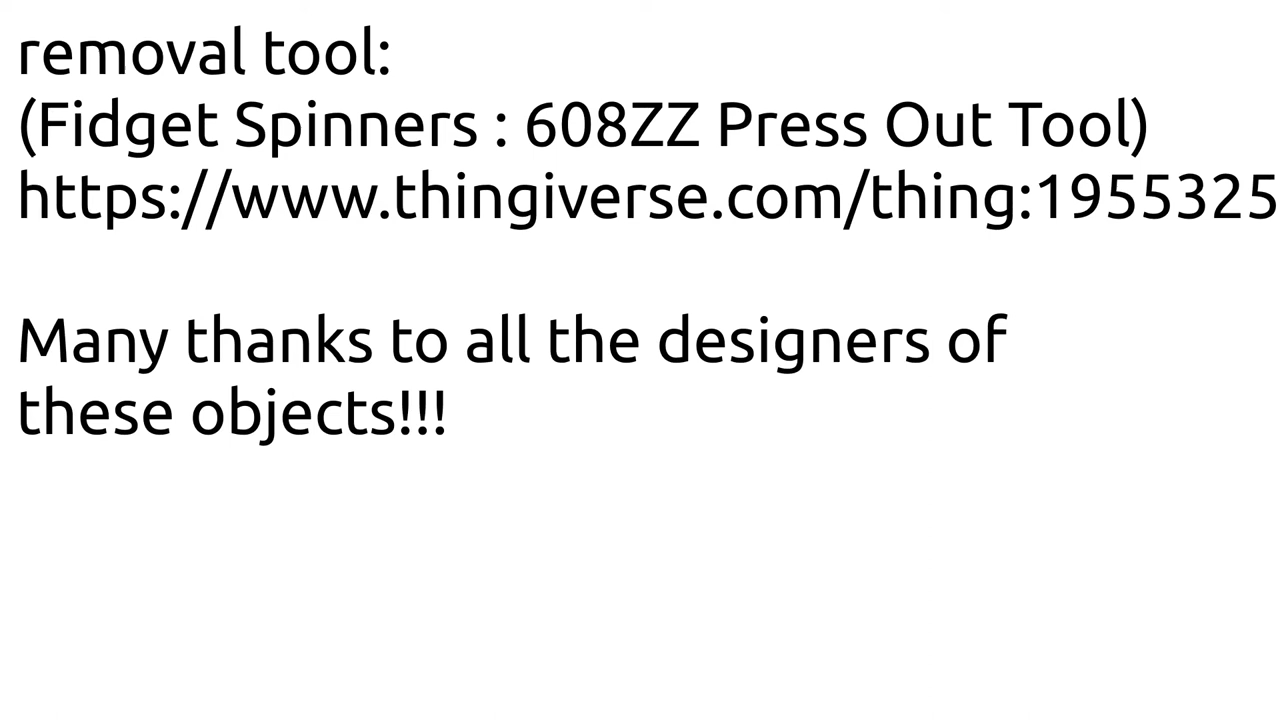 removal tool:
(Fidget Spinners : 608ZZ Press Out Tool)
https://www.thingiverse.com/thing:1955325
Many thanks to all the designers of
these objects!!!